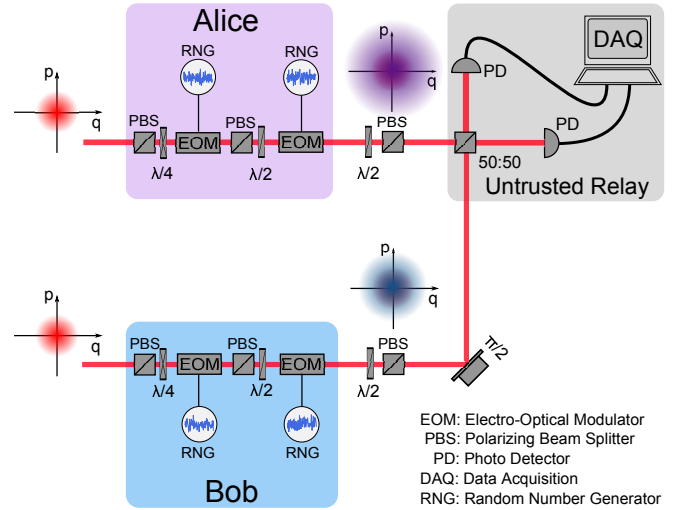 Alice
RNG
RNG
p
q
PBS
EOM
PBS
EOM
λ/4
λ/2
p
q
PBS
λ/2
PD
DAQ
PD
50:50
Untrusted Relay
p
q
PBS
EOM
PBS
EOM
λ/4
λ/2
RNG
RNG
Bob
p
q
PBS
λ/2
π/2
EOM: Electro-Optical Modulator
PBS: Polarizing Beam Splitter
PD: Photo Detector
DAQ: Data Acquisition
RNG: Random Number Generator